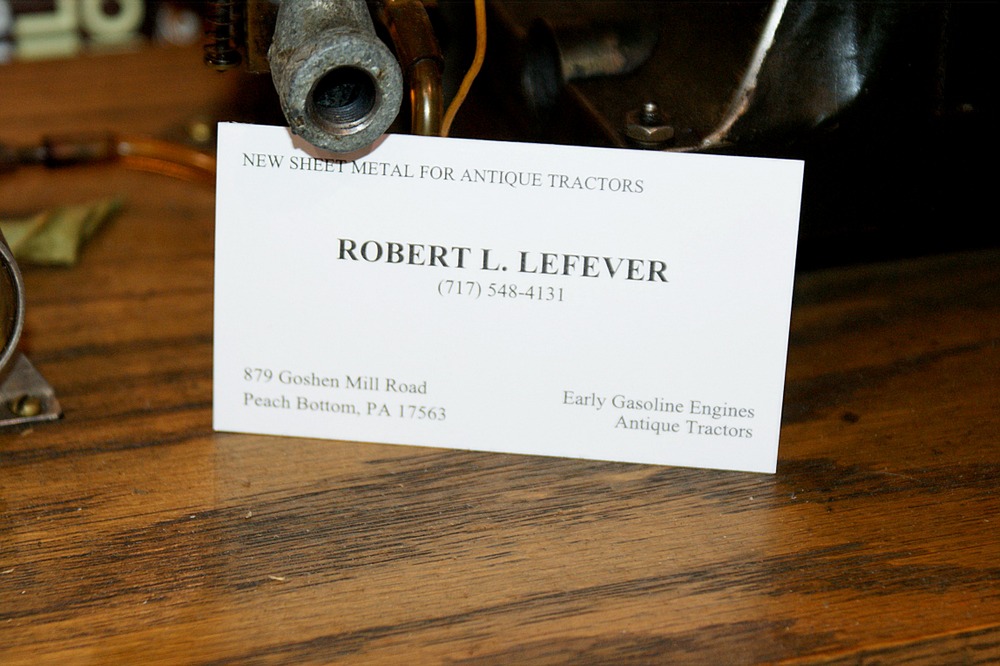 NEW SHEET METAL FOR ANTIQUE TRACTORS
ROBERT L. LEFEVER
(717) 548-4131
879 Goshen Mill Road
Peach Bottom, PA 17563
Early Gasoline Engines
Antique Tractors